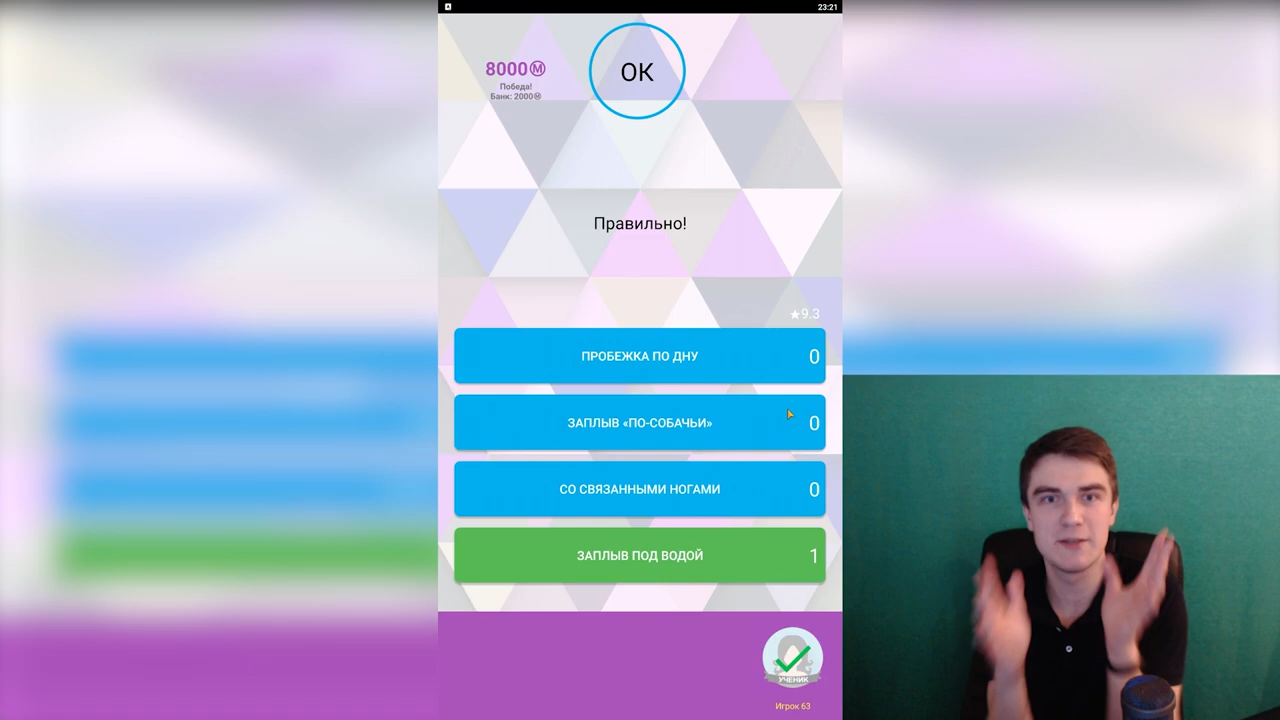 23:21
8000Ⓜ
Победа!
Банк: 2000Ⓜ
ОК
Правильно!
★9.3
ПРОБЕЖКА ПО ДНУ 0
ЗАПЛЫВ «ПО-СОБАЧЬИ» 0
СО СВЯЗАННЫМИ НОГАМИ 0
ЗАПЛЫВ ПОД ВОДОЙ 1
УЧЕНИК
Игрок 63